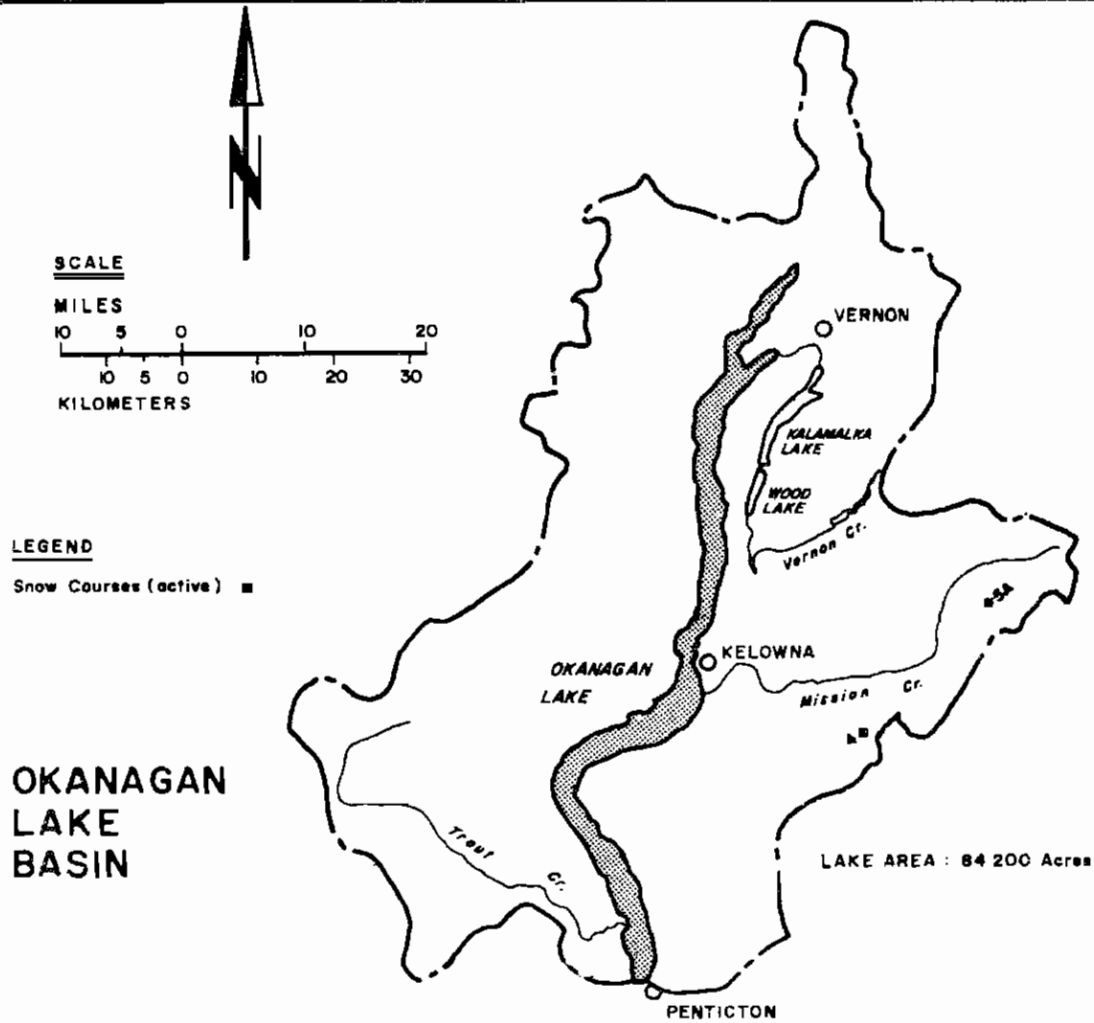 N
SCALE
MILES
10 5 0 10 20
10 5 0 10 20 30
KILOMETERS
VERNON
KALAMALKA
LAKE
WOOD
LAKE
Vernon Cr.
LEGEND
Snow Courses (active) ■
5A
KELOWNA
OKANAGAN
LAKE
Mission Cr.
OKANAGAN
LAKE
BASIN
Trout Cr.
LAKE AREA : 84 200 Acres
PENTICTON